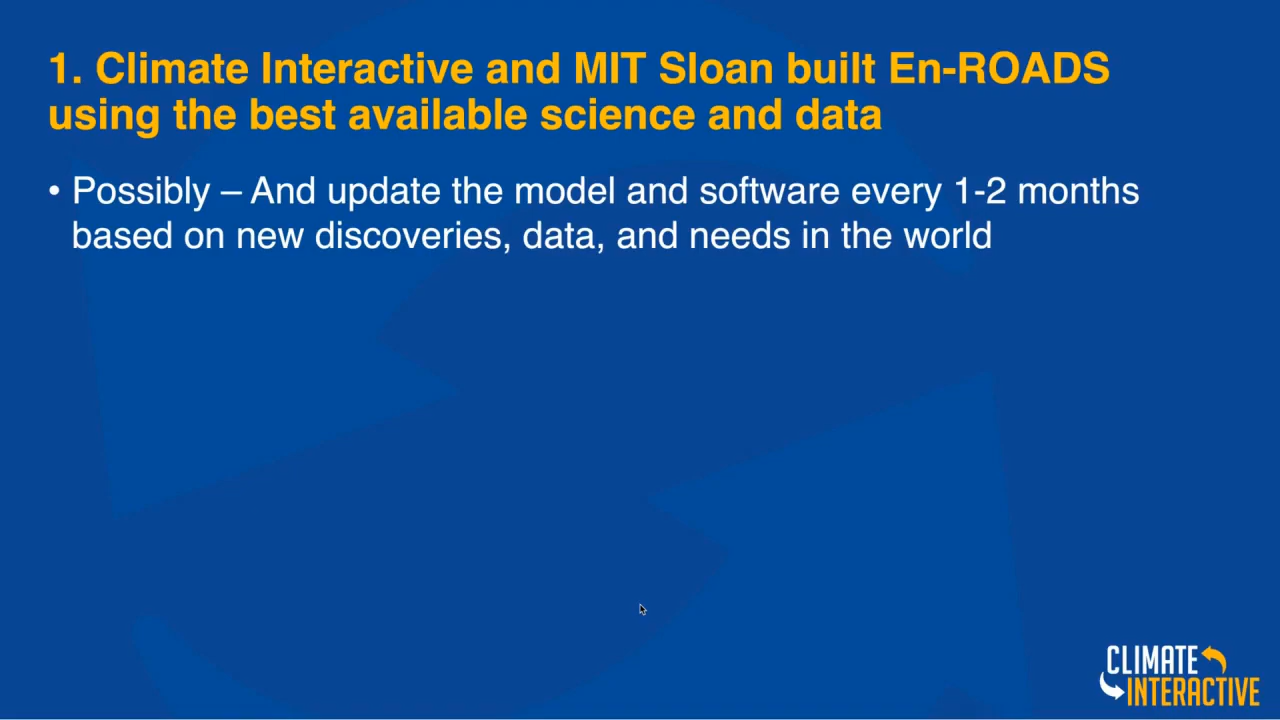 1. Climate Interactive and MIT Sloan built En-ROADS
using the best available science and data
• Possibly – And update the model and software every 1-2 months
based on new discoveries, data, and needs in the world
CLIMATE
INTERACTIVE